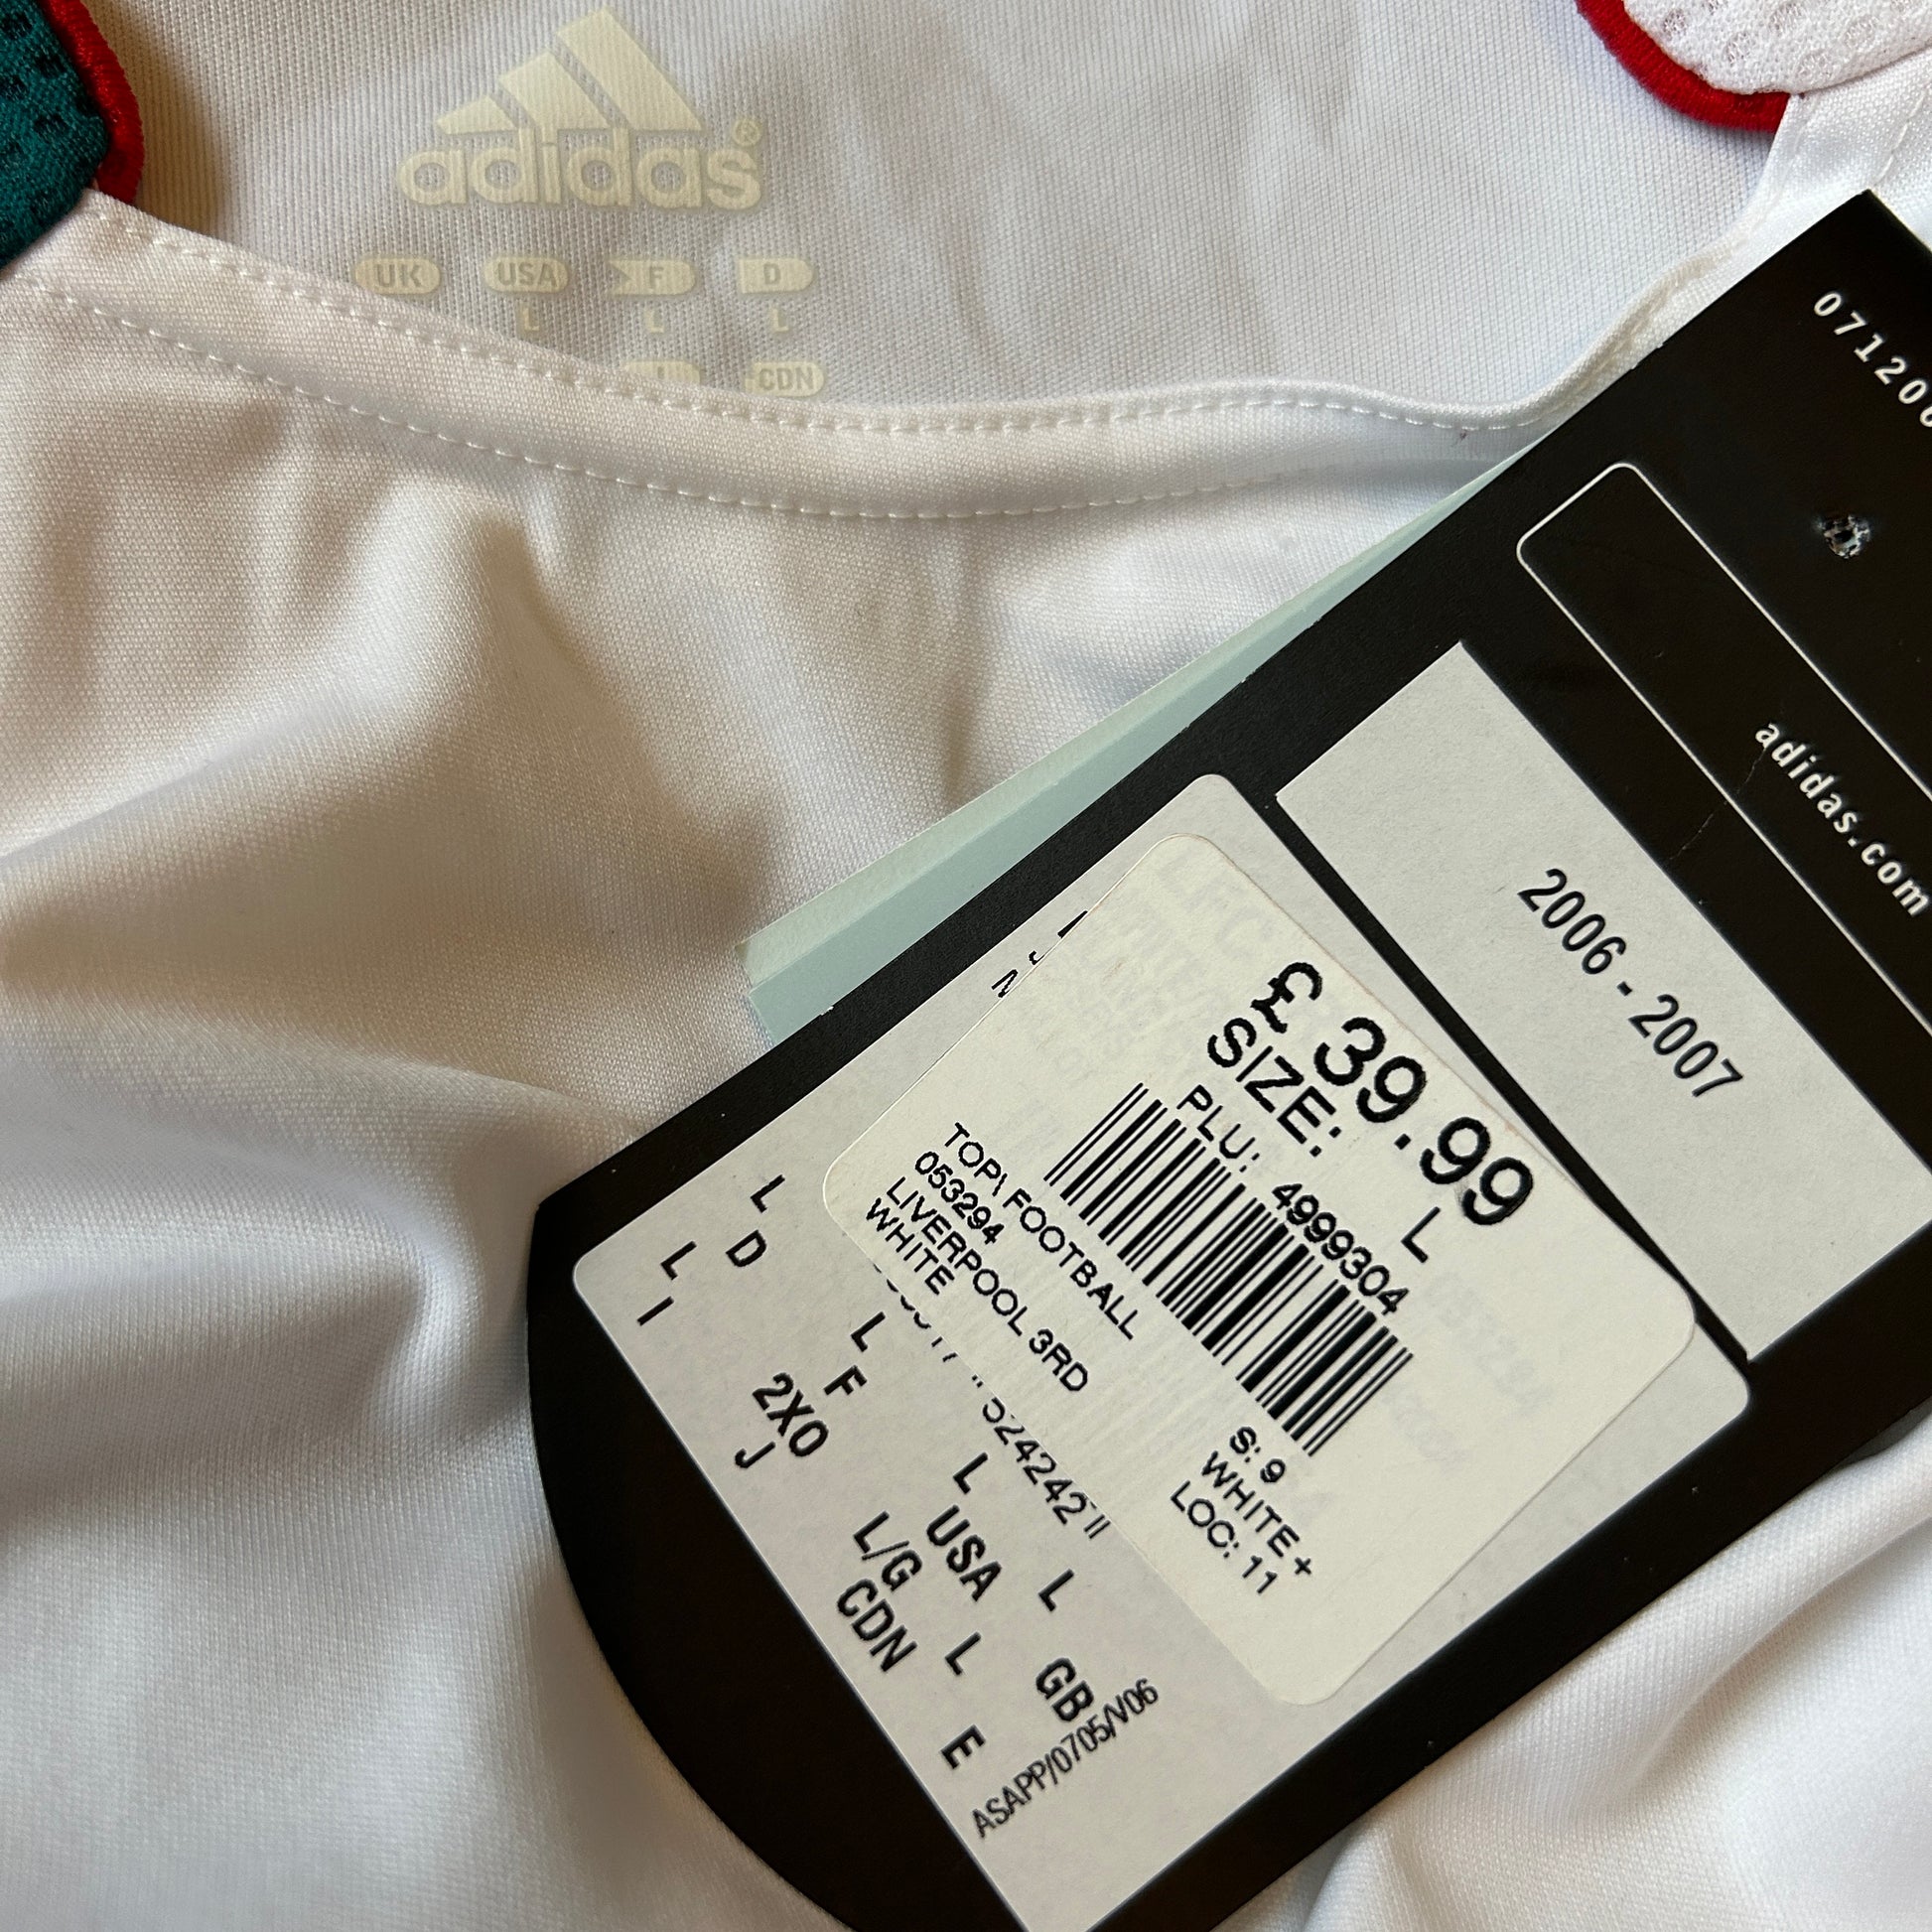 adidas®
UK USA F D
L L L
CDN
adidas.com
2006 - 2007
£39.99
SIZE: L
PLU: 4999304
TOP\ FOOTBALL
053294
LIVERPOOL 3RD
WHITE
S: 9
WHITE+
LOC: 11
524242"
L GB
L USA
L F
L D
L E
L/G CDN
2XO J
L I
ASAPP/0705/V06